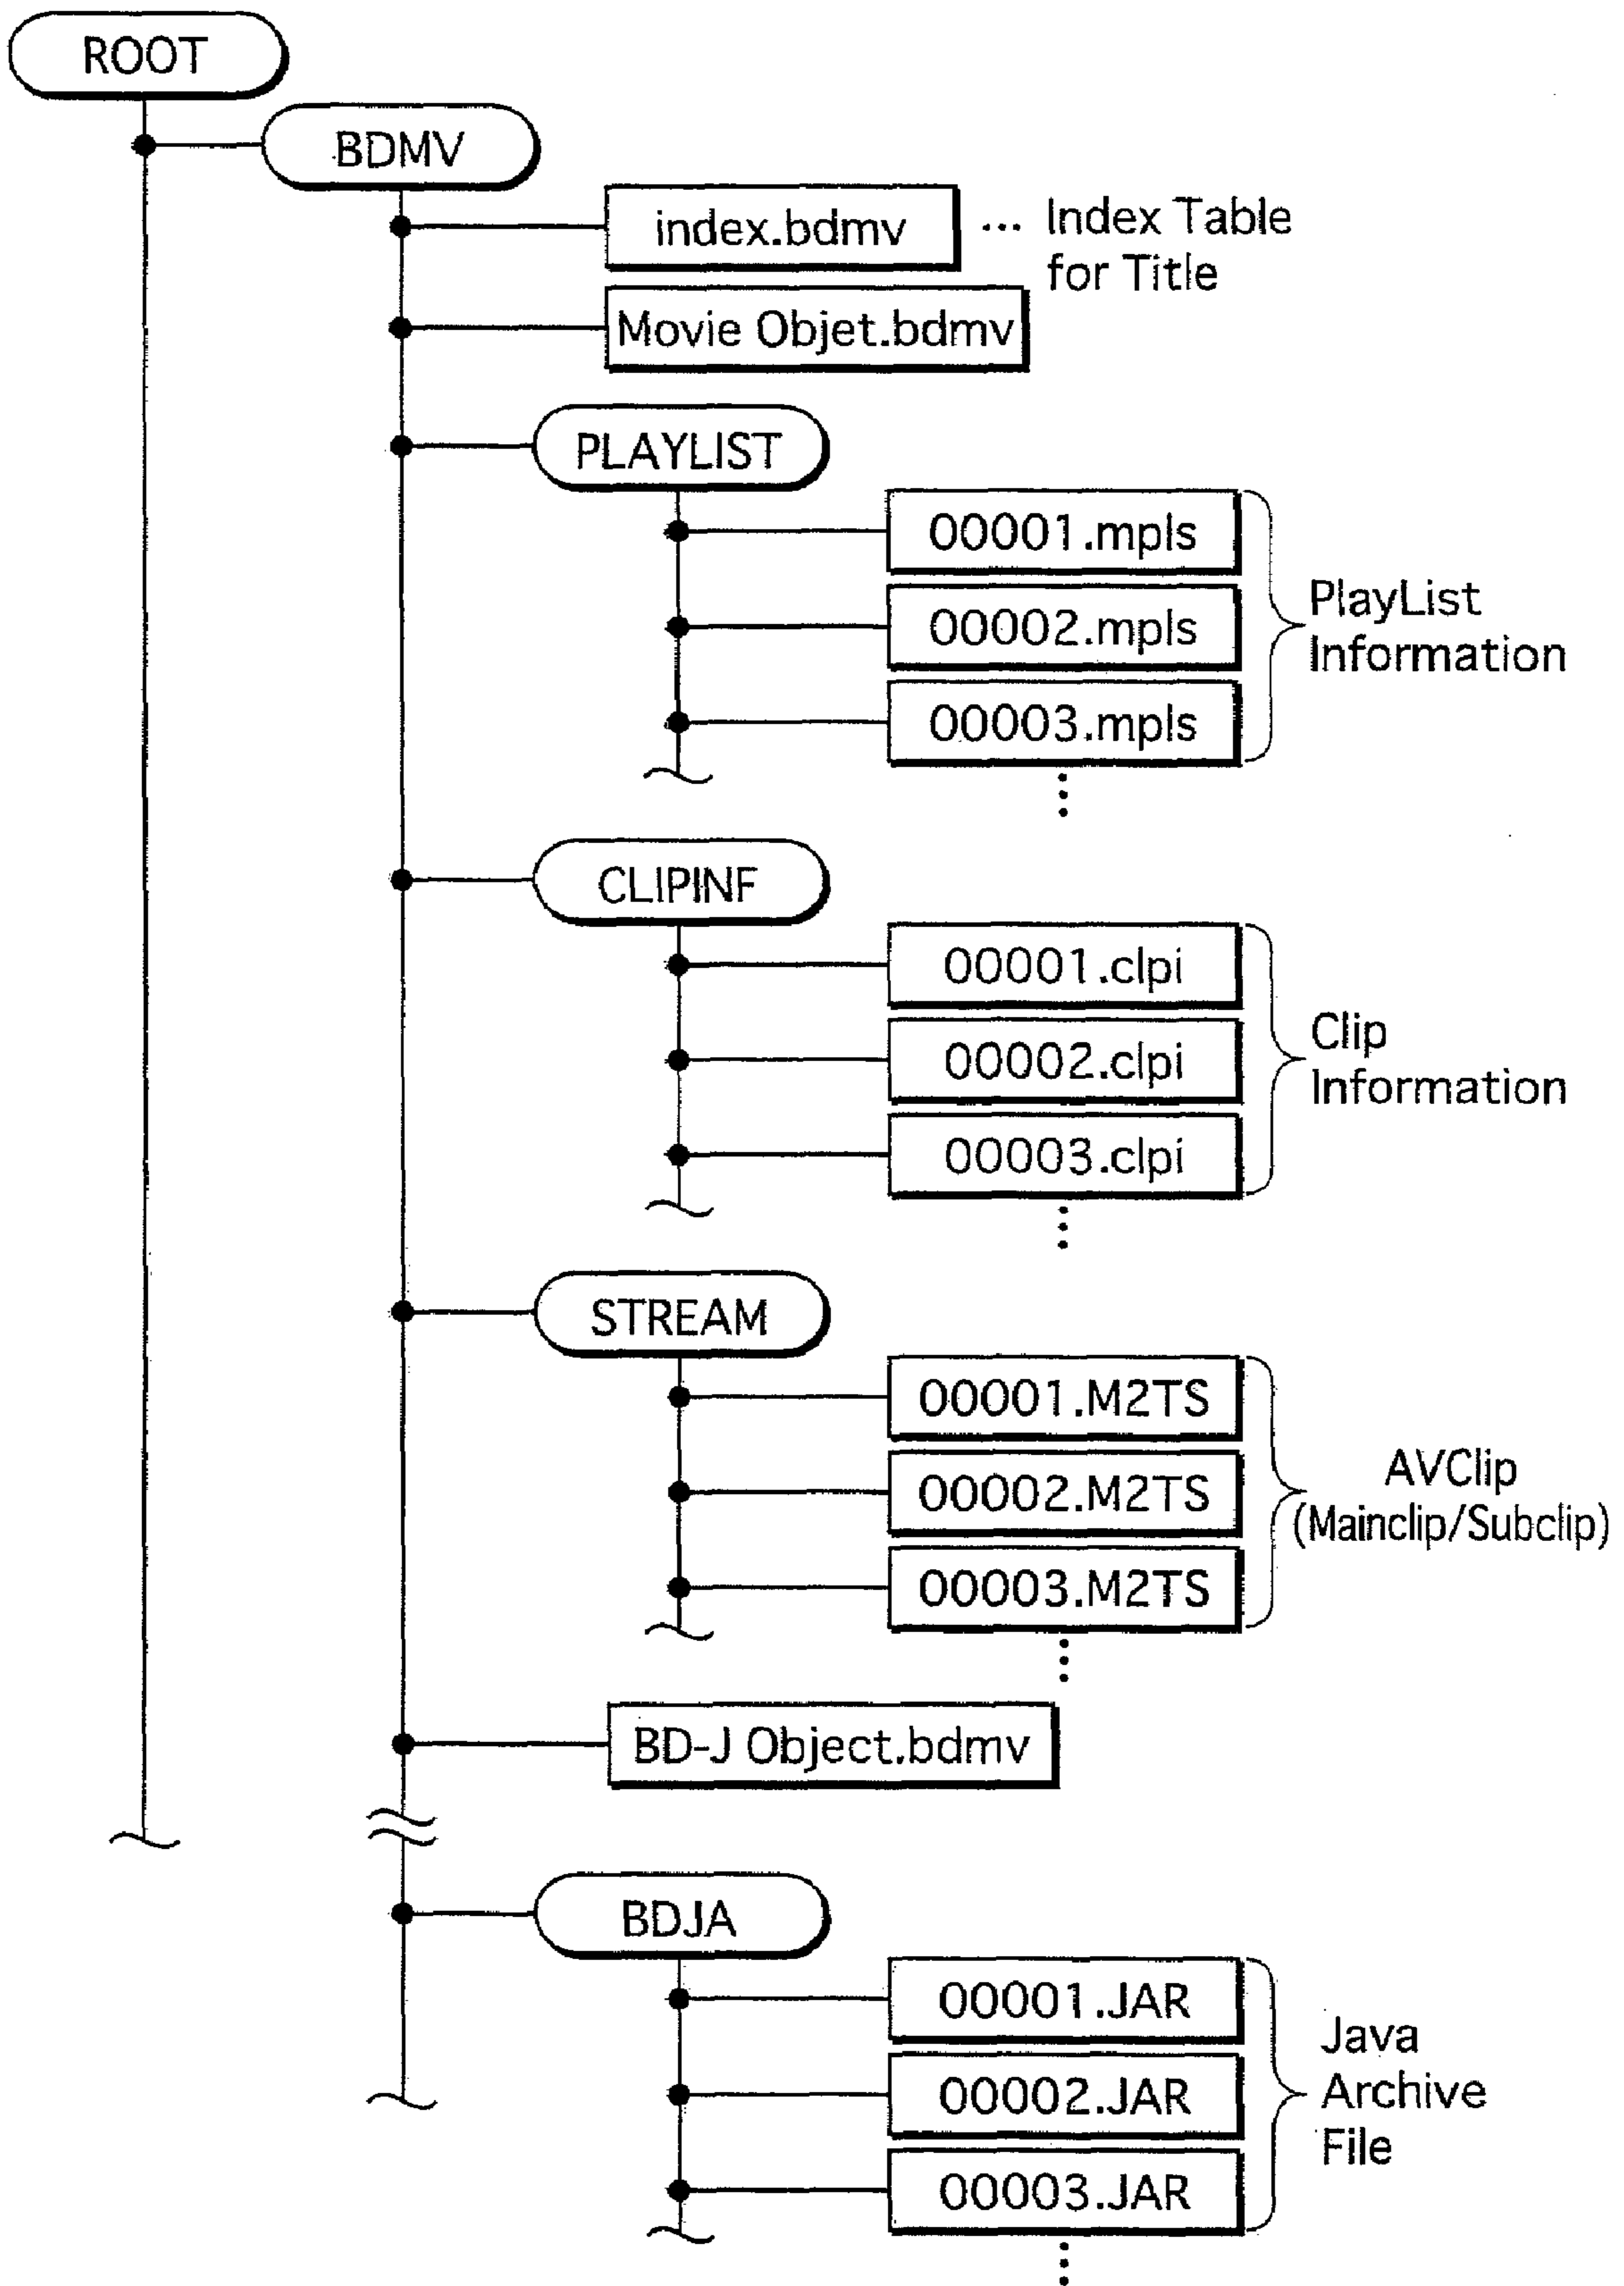 ROOT
BDMV
index.bdmv
... Index Table
for Title
Movie Objet.bdmv
PLAYLIST
00001.mpls
00002.mpls
00003.mpls
PlayList
Information
CLIPINF
00001.clpi
00002.clpi
00003.clpi
Clip
Information
STREAM
00001.M2TS
00002.M2TS
00003.M2TS
AVClip
(Mainclip/Subclip)
BD-J Object.bdmv
BDJA
00001.JAR
00002.JAR
00003.JAR
Java
Archive
File